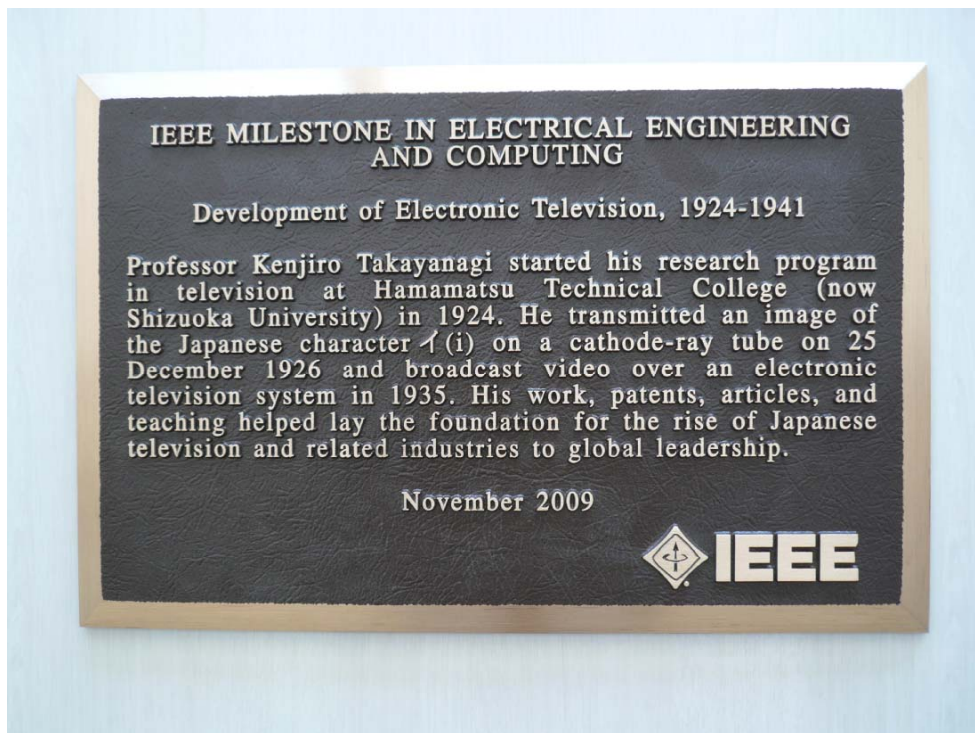 IEEE MILESTONE IN ELECTRICAL ENGINEERING
AND COMPUTING
Development of Electronic Television, 1924-1941
Professor Kenjiro Takayanagi started his research program
in television at Hamamatsu Technical College (now
Shizuoka University) in 1924. He transmitted an image of
the Japanese character イ (i) on a cathode-ray tube on 25
December 1926 and broadcast video over an electronic
television system in 1935. His work, patents, articles, and
teaching helped lay the foundation for the rise of Japanese
television and related industries to global leadership.
November 2009
IEEE